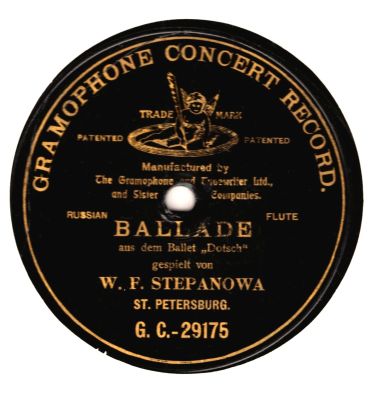 GRAMOPHONE CONCERT RECORD.
TRADE MARK
PATENTED PATENTED
Manufactured by
The Gramophone and Typewriter Ltd.,
and Sister Companies.
RUSSIAN FLUTE
BALLADE
aus dem Ballet „Dotsch“
gespielt von
W. F. STEPANOWA
ST. PETERSBURG.
G. C.-29175